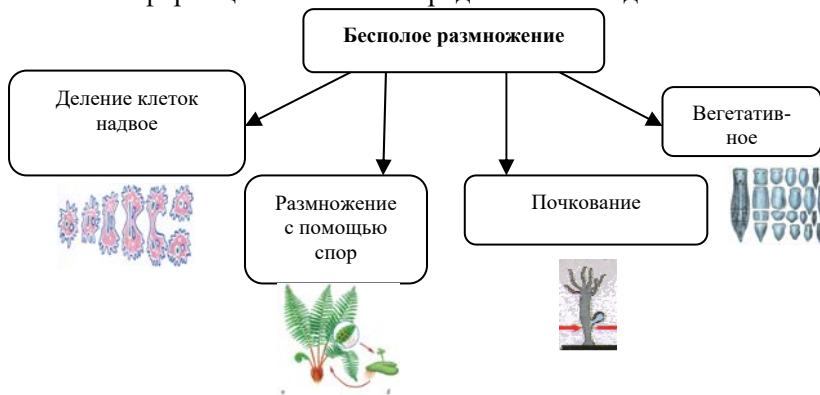 Бесполое размножение
Деление клеток
надвое
Вегетатив-
ное
Размножение
с помощью
спор
Почкование